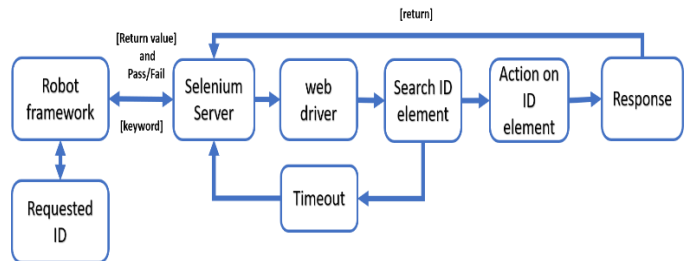 [return]
[Return value]
and
Pass/Fail
Robot
framework
[keyword]
Selenium
Server
web
driver
Search ID
element
Action on
ID
element
Response
Requested
ID
Timeout